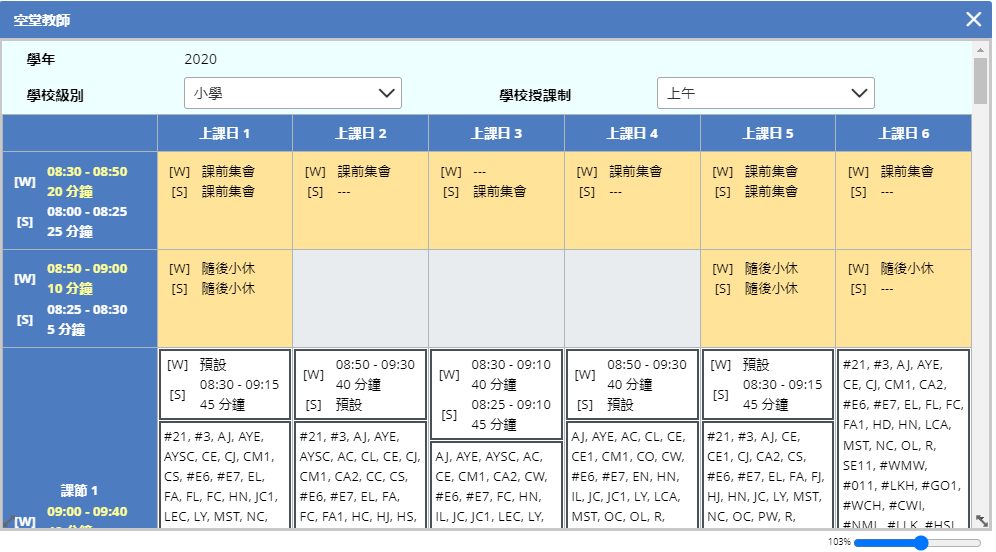 空堂教師
學年 2020
學校級別 小學 學校授課制 上午
上課日 1 上課日 2 上課日 3 上課日 4 上課日 5 上課日 6
[W] 08:30 - 08:50
20 分鐘
[S] 08:00 - 08:25
25 分鐘
[W] 課前集會
[S] 課前集會
[W] 課前集會
[S] ---
[W] ---
[S] 課前集會
[W] 課前集會
[S] ---
[W] 課前集會
[S] 課前集會
[W] 課前集會
[S] ---
[W] 08:50 - 09:00
10 分鐘
[S] 08:25 - 08:30
5 分鐘
[W] 隨後小休
[S] 隨後小休
[W] 隨後小休
[S] 隨後小休
[W] 隨後小休
[S] ---
課節 1
[W] 09:00 - 09:40
[W] 預設
[S] 08:30 - 09:15
45 分鐘
#21, #3, AJ, AYE,
AYSC, CE, CJ, CM1,
CS, #E6, #E7, EL,
FA, FL, FC, HN, JC1,
LEC, LY, MST, NC,
[W] 08:50 - 09:30
40 分鐘
[S] 預設
#21, #3, AJ, AYE,
AYSC, AC, CL, CE, CJ,
CM1, CA2, CC, CS,
#E6, #E7, EL, FA,
FC, FA1, HC, HJ, HS,
[W] 08:30 - 09:10
40 分鐘
[S] 08:25 - 09:10
45 分鐘
AJ, AYE, AYSC, AC,
CE, CM1, CA2, CW,
#E6, #E7, FC, HN,
IL, JC, JC1, LEC, LY,
[W] 08:50 - 09:30
40 分鐘
[S] 預設
AJ, AYE, AC, CL, CE,
CE1, CM1, CO, CW,
#E6, #E7, EN, HN,
IL, JC, JC1, LY, LCA,
MST, OC, OL, R,
[W] 預設
[S] 08:30 - 09:15
45 分鐘
#21, #3, AJ, CE,
CE1, CJ, CA2, CS,
#E6, #E7, EL, FA, FJ,
HJ, HN, JC, LY, MST,
NC, OC, PW, R,
#21, #3, AJ, AYE,
CE, CJ, CM1, CA2,
#E6, #E7, EL, FL, FC,
FA1, HD, HN, LCA,
MST, NC, OL, R,
SE11, #WMW,
#011, #LKH, #GO1,
#WCH, #CWI,
#NML, #LLK, #HSL
103%